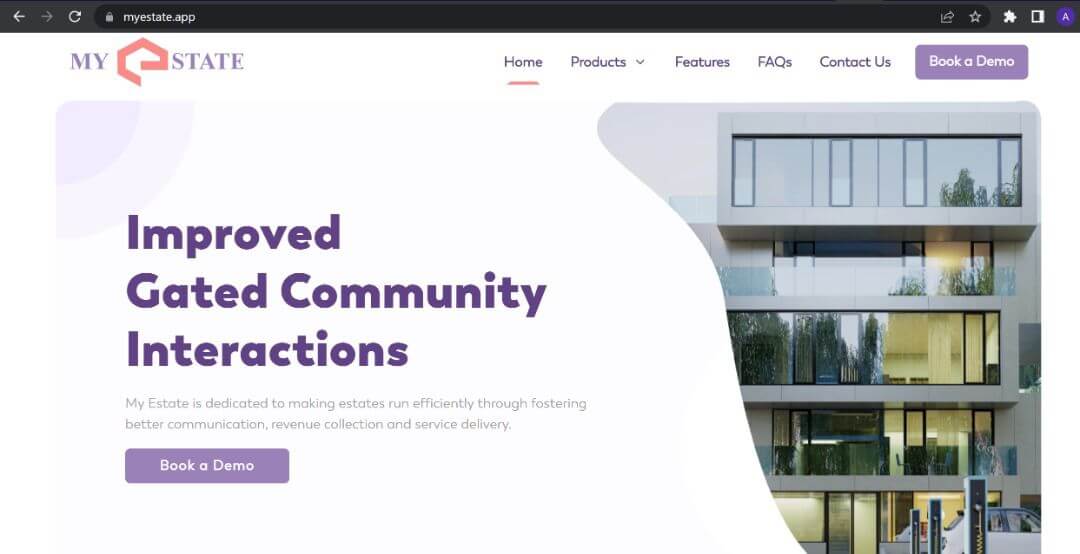 myestate.app
A
MY ESTATE
Home Products Features FAQs Contact Us Book a Demo
Improved
Gated Community
Interactions
My Estate is dedicated to making estates run efficiently through fostering
better communication, revenue collection and service delivery.
Book a Demo